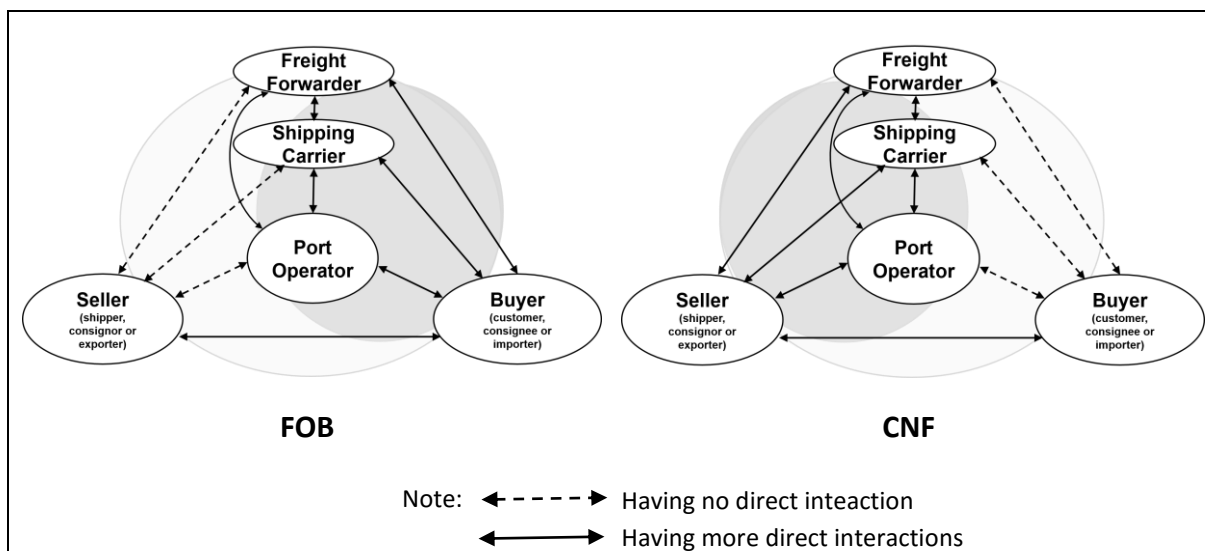 Freight
Forwarder
Shipping
Carrier
Port
Operator
Seller
(shipper,
consignor or
exporter)
Buyer
(customer,
consignee or
importer)
FOB
Freight
Forwarder
Shipping
Carrier
Port
Operator
Seller
(shipper,
consignor or
exporter)
Buyer
(customer,
consignee or
importer)
CNF
Note:
Having no direct inteaction
Having more direct interactions